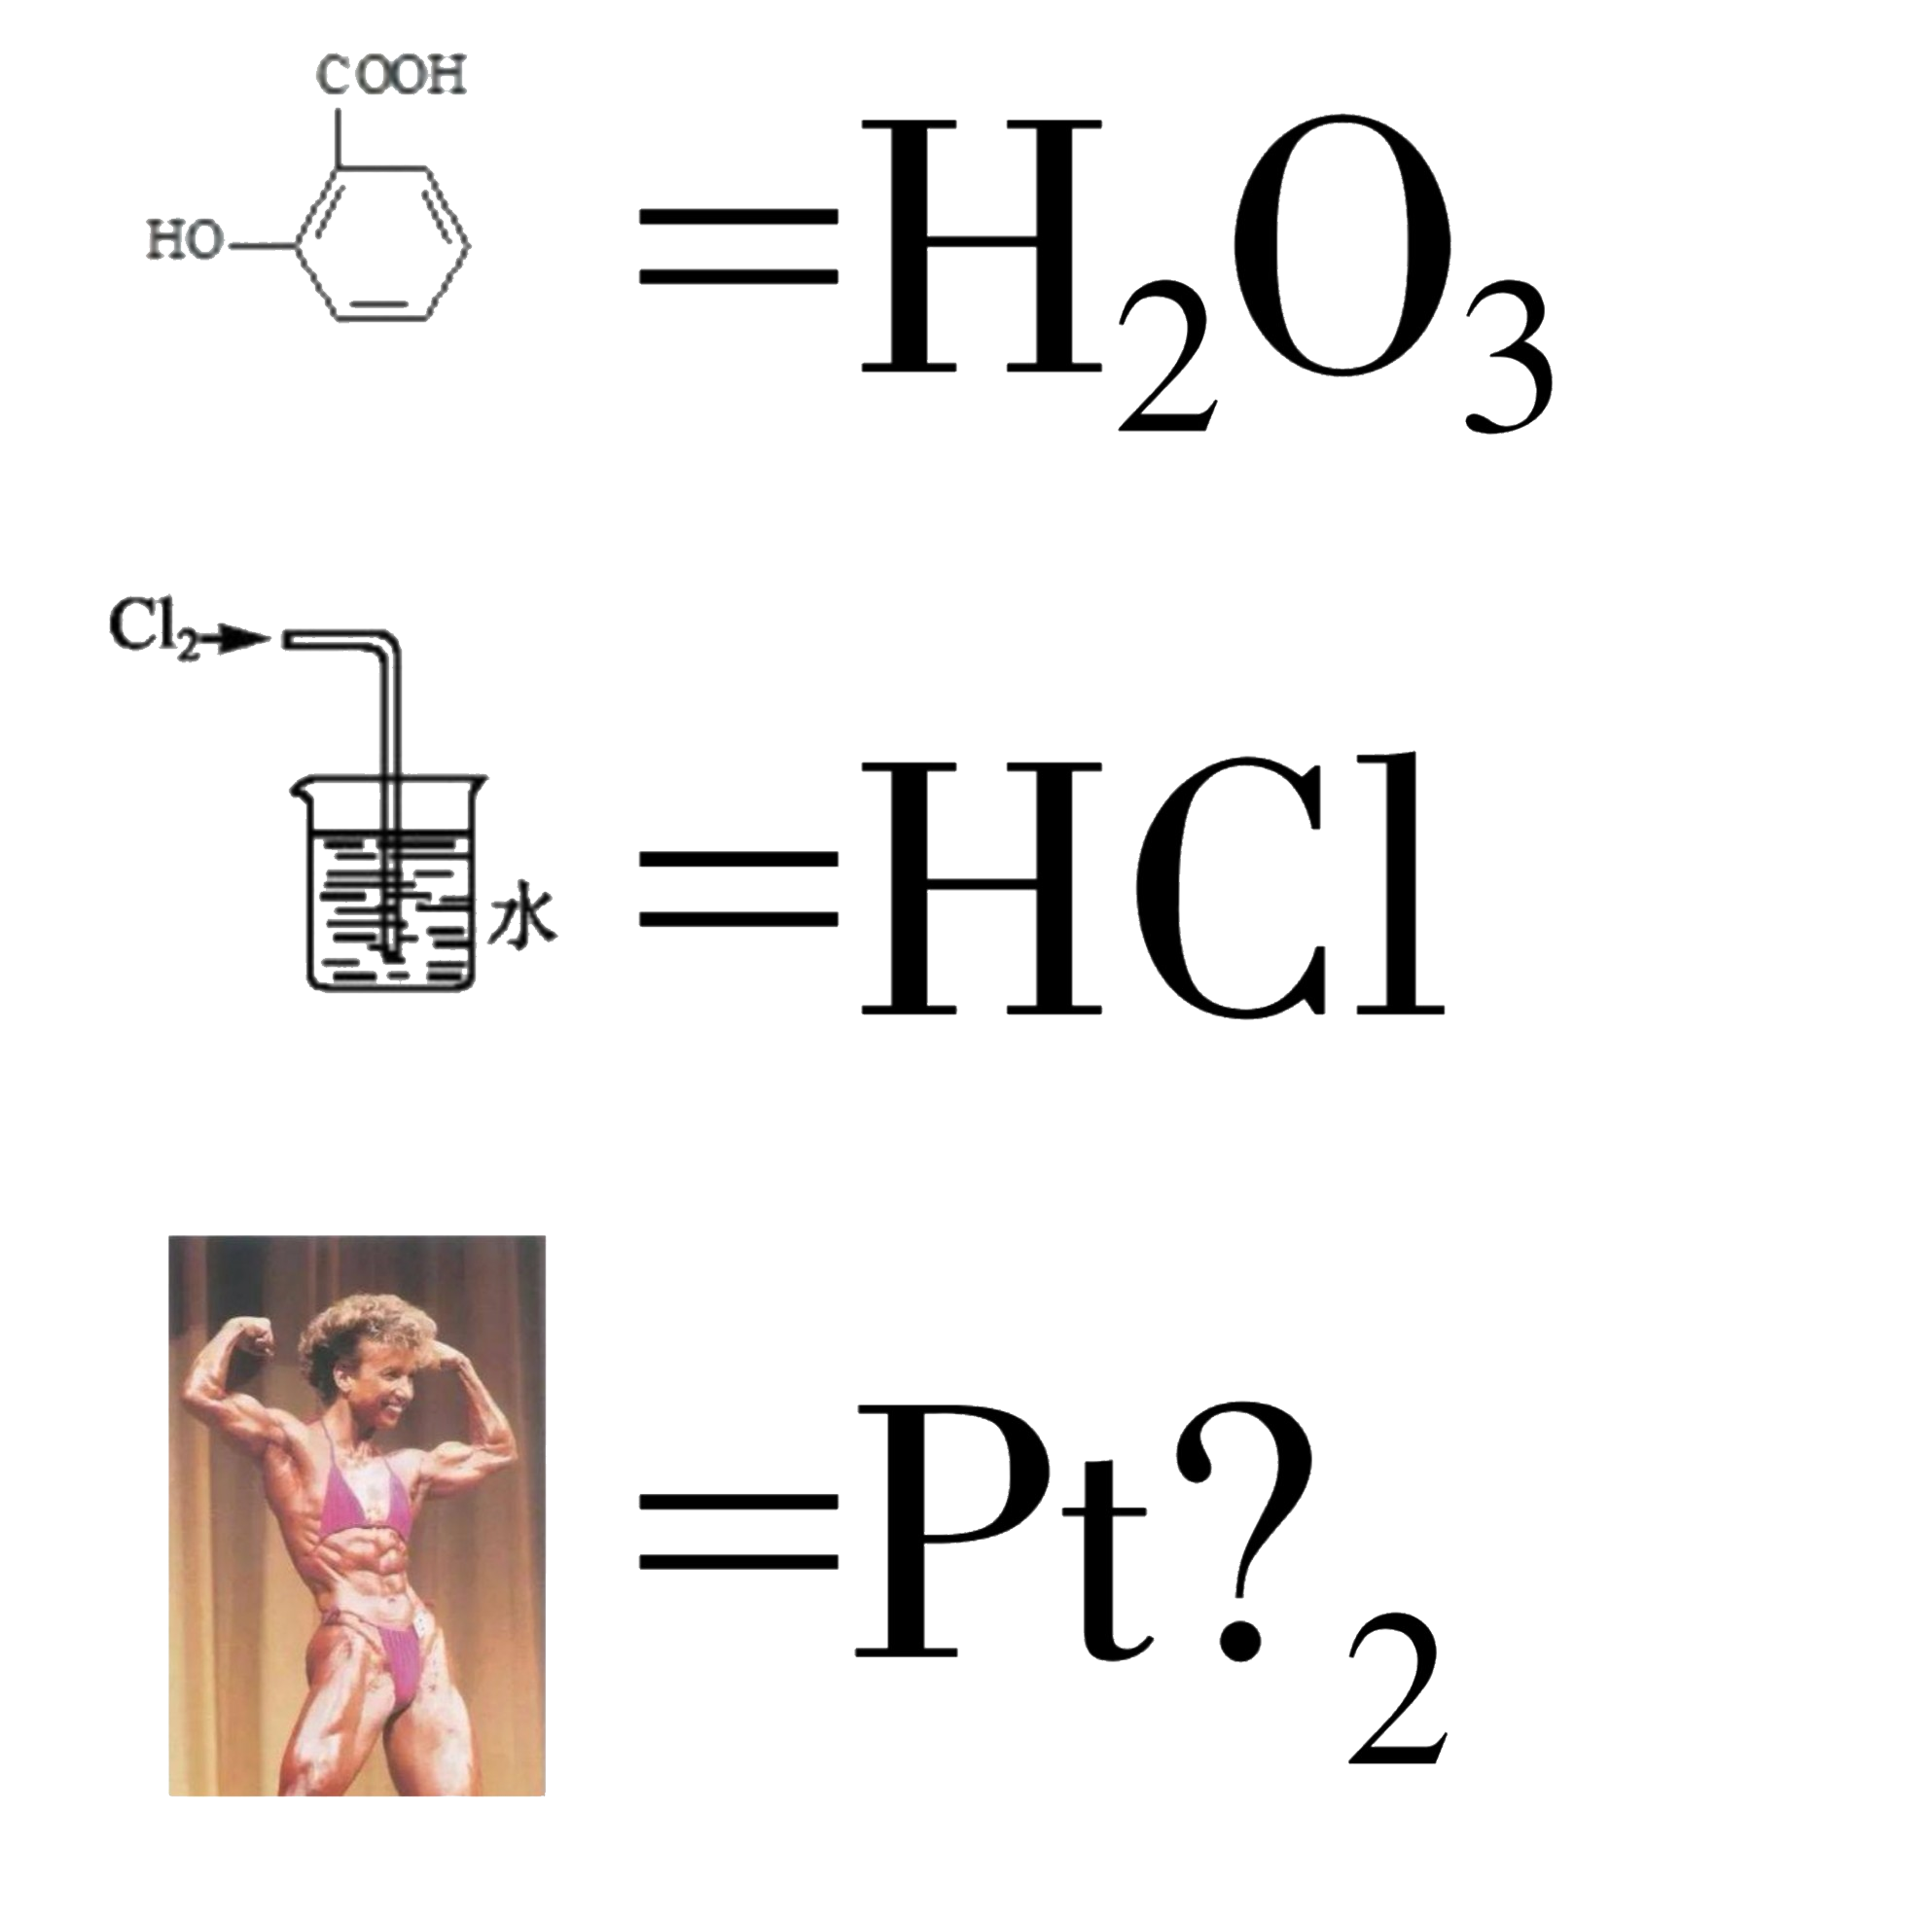 COOH
HO
=H₂O₃
Cl₂
水
=HCl
=Pt?₂